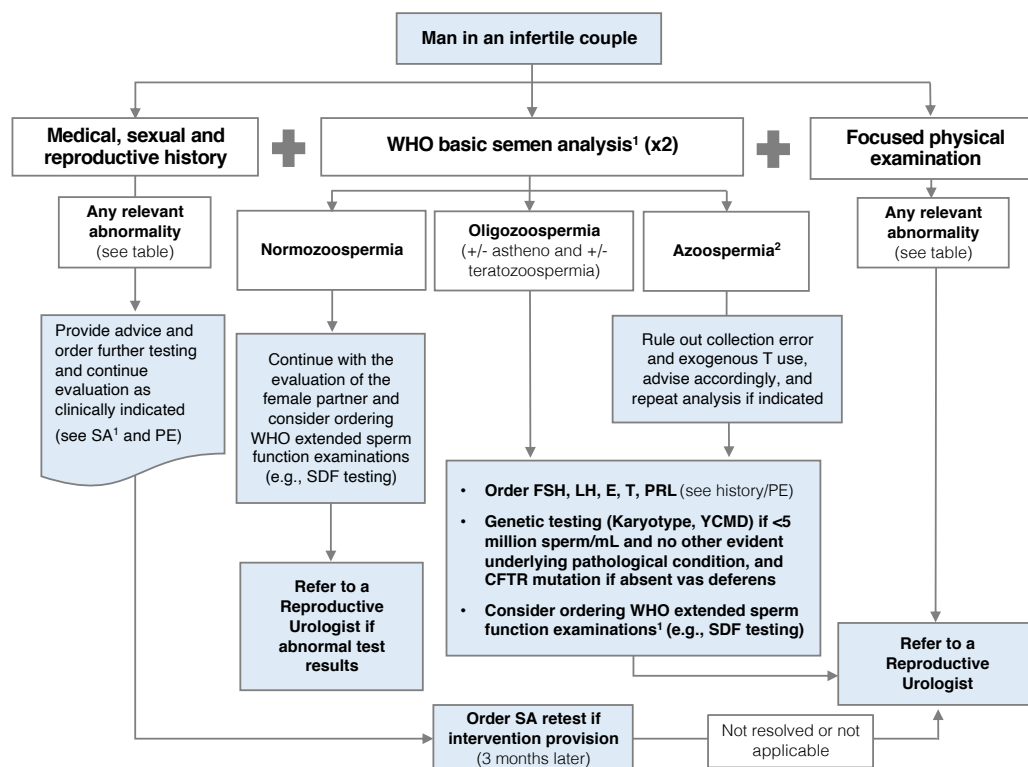 Man in an infertile couple
Medical, sexual and
reproductive history
WHO basic semen analysis¹ (x2)
Focused physical
examination
Any relevant
abnormality
(see table)
Normozoospermia
Oligozoospermia
(+/- astheno and +/-
teratozoospermia)
Azoospermia²
Any relevant
abnormality
(see table)
Provide advice and
order further testing
and continue
evaluation as
clinically indicated
(see SA¹ and PE)
Continue with the
evaluation of the
female partner and
consider ordering
WHO extended sperm
function examinations
(e.g., SDF testing)
Rule out collection error
and exogenous T use,
advise accordingly, and
repeat analysis if indicated
• Order FSH, LH, E, T, PRL (see history/PE)
• Genetic testing (Karyotype, YCMD) if <5
million sperm/mL and no other evident
underlying pathological condition, and
CFTR mutation if absent vas deferens
• Consider ordering WHO extended sperm
function examinations¹ (e.g., SDF testing)
Refer to a
Reproductive
Urologist if
abnormal test
results
Refer to a
Reproductive
Urologist
Order SA retest if
intervention provision
(3 months later)
Not resolved or not
applicable